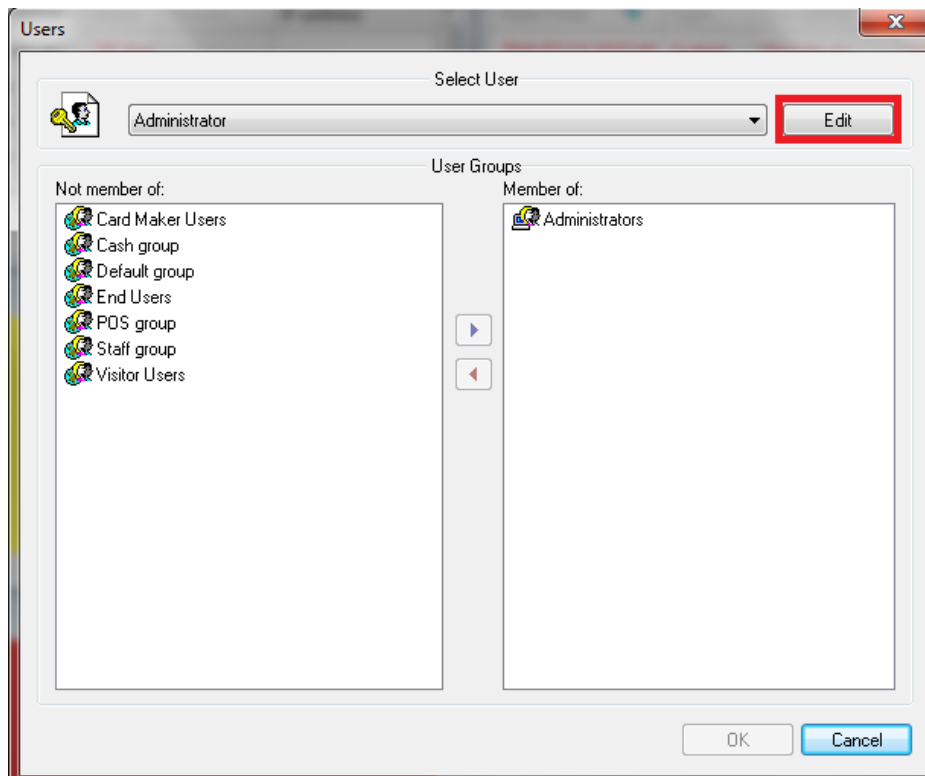 Users
Select User
Administrator
Edit
User Groups
Not member of:
Member of:
Card Maker Users
Cash group
Default group
End Users
POS group
Staff group
Visitor Users
Administrators
OK
Cancel